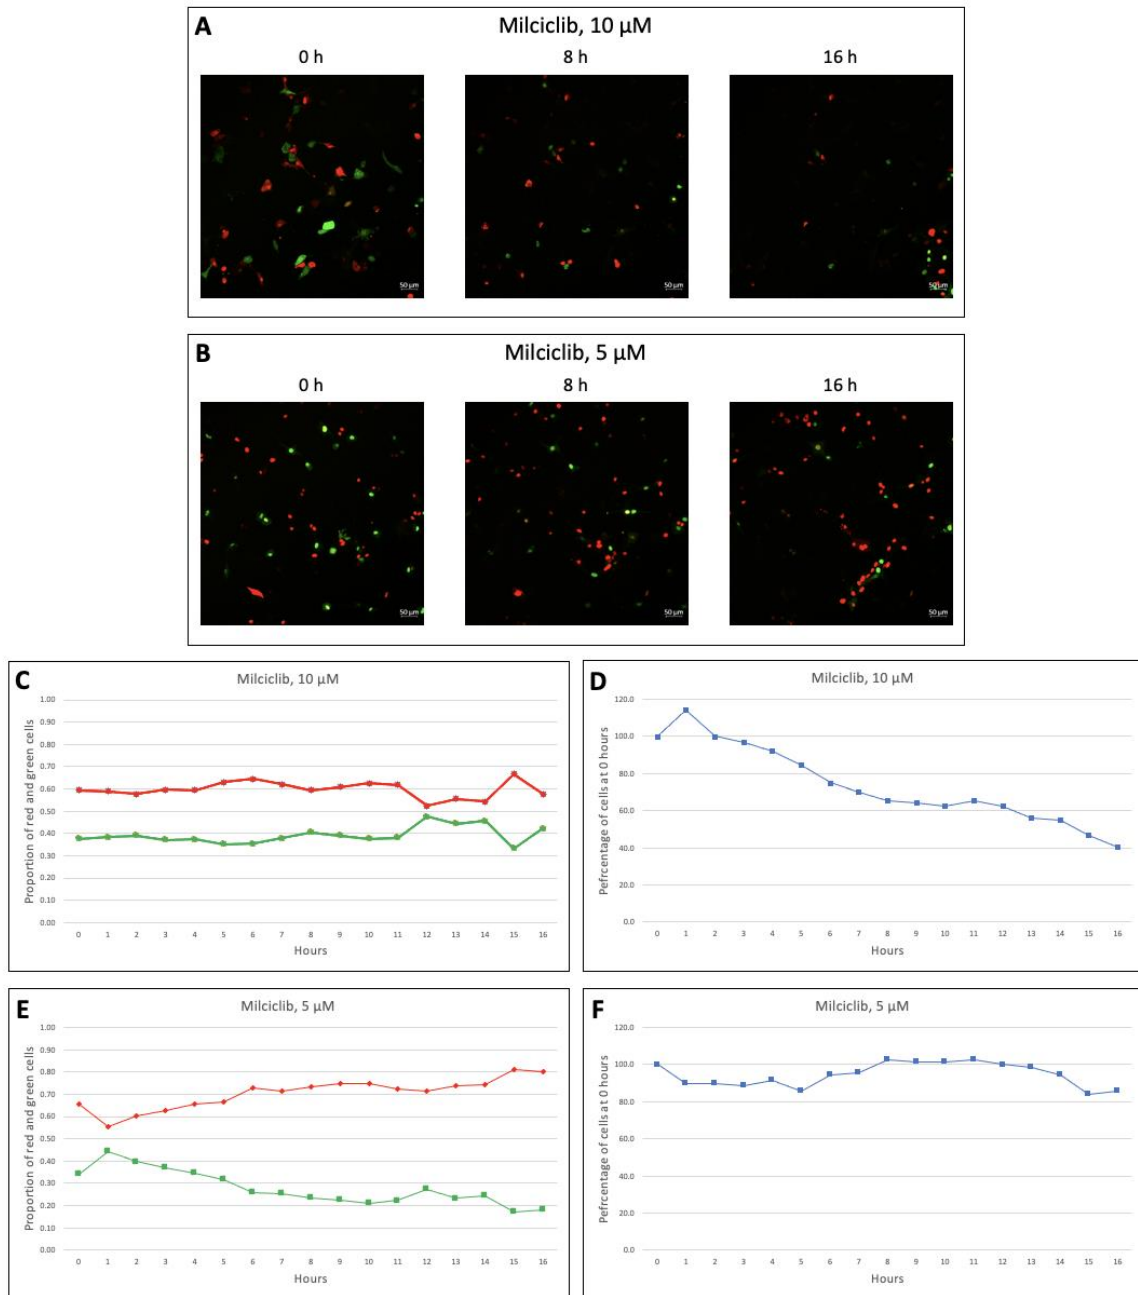 A
Milciclib, 10 µM
0 h 8 h 16 h
50 µm 50 µm 50 µm
B
Milciclib, 5 µM
0 h 8 h 16 h
50 µm 50 µm 50 µm
C
Milciclib, 10 µM
Proportion of red and green cells
1.00
0.90
0.80
0.70
0.60
0.50
0.40
0.30
0.20
0.10
0.00
0 1 2 3 4 5 6 7 8 9 10 11 12 13 14 15 16
Hours
D
Milciclib, 10 µM
Pefrcentage of cells at 0 hours
120.0
100.0
80.0
60.0
40.0
20.0
0.0
0 1 2 3 4 5 6 7 8 9 10 11 12 13 14 15 16
Hours
E
Milciclib, 5 µM
Proportion of red and green cells
1.00
0.90
0.80
0.70
0.60
0.50
0.40
0.30
0.20
0.10
0.00
0 1 2 3 4 5 6 7 8 9 10 11 12 13 14 15 16
Hours
F
Milciclib, 5 µM
Pefrcentage of cells at 0 hours
120.0
100.0
80.0
60.0
40.0
20.0
0.0
0 1 2 3 4 5 6 7 8 9 10 11 12 13 14 15 16
Hours